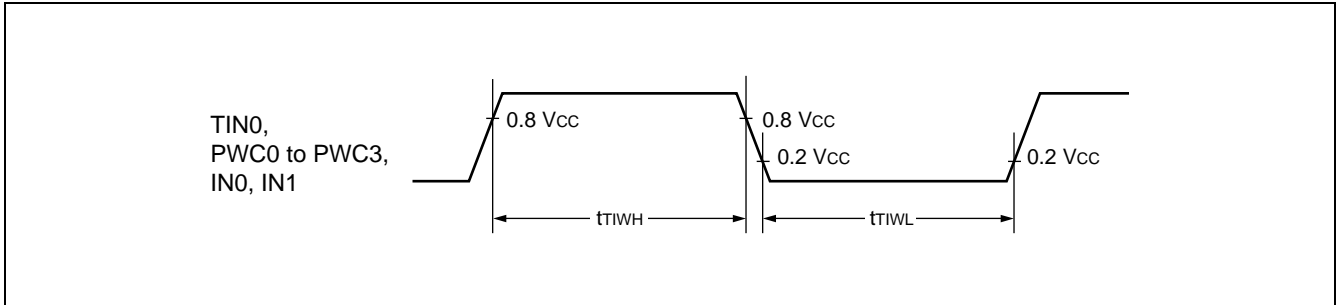 TIN0,
PWC0 to PWC3,
IN0, IN1
0.8 VCC
0.8 VCC
0.2 VCC
0.2 VCC
tTIWH
tTIWL